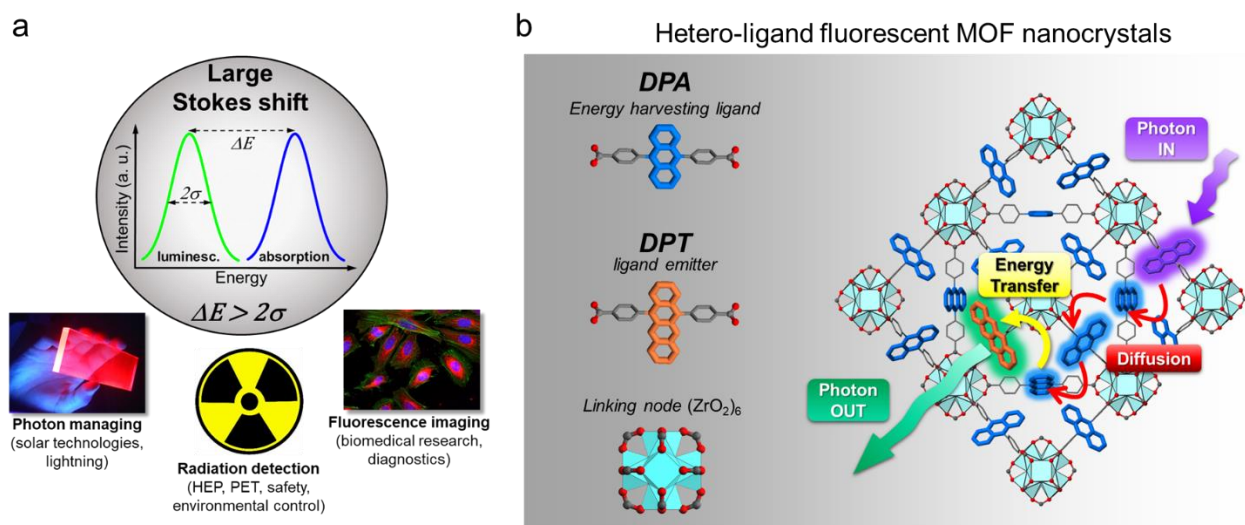 a
Large
Stokes shift
ΔE
2σ
Intensity (a. u.)
luminesc.
absorption
Energy
ΔE > 2σ
Photon managing
(solar technologies,
lightning)
Radiation detection
(HEP, PET, safety,
environmental control)
Fluorescence imaging
(biomedical research,
diagnostics)
b
Hetero-ligand fluorescent MOF nanocrystals
DPA
Energy harvesting ligand
DPT
ligand emitter
Linking node (ZrO₂)₆
Photon
IN
Energy
Transfer
Diffusion
Photon
OUT